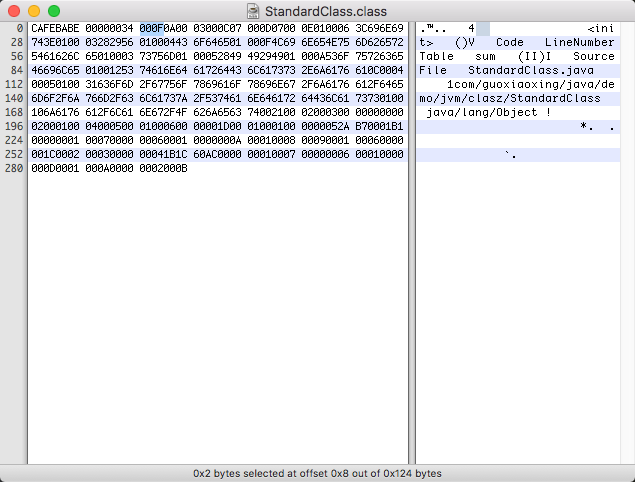 StandardClass.class
0 CAFEBABE 00000034 000F0A00 03000C07 000D0700 0E010006 3C696E69 .™.. 4 <ini
28 743E0100 03282956 01000443 6F646501 000F4C69 6E654E75 6D626572 t> ()V Code LineNumber
56 5461626C 65010003 73756D01 00052849 49294901 000A536F 75726365 Table sum (II)I Source
84 46696C65 01001253 74616E64 61726443 6C617373 2E6A6176 610C0004 File StandardClass.java
112 00050100 31636F6D 2F67756F 7869616F 78696E67 2F6A6176 612F6465 1com/guoxiaoxing/java/de
140 6D6F2F6A 766D2F63 6C61737A 2F537461 6E646172 64436C61 73730100 mo/jvm/clasz/StandardClass
168 106A6176 612F6C61 6E672F4F 626A6563 74002100 02000300 00000000 java/lang/Object !
196 02000100 04000500 01000600 00001D00 01000100 0000052A B70001B1 *. .
224 00000001 00070000 00060001 0000000A 00010008 00090001 00060000
252 001C0002 00030000 00041B1C 60AC0000 00010007 00000006 00010000 `.
280 000D0001 000A0000 0002000B
0x2 bytes selected at offset 0x8 out of 0x124 bytes